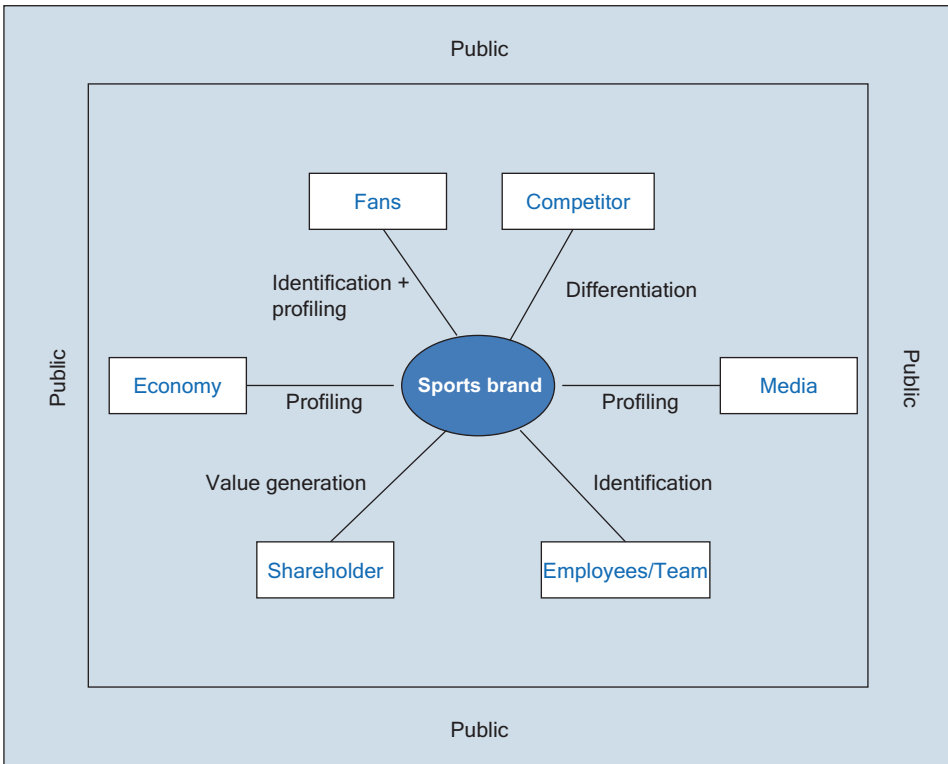 Public
Fans
Competitor
Identification +
profiling
Differentiation
Public
Economy
Profiling
Sports brand
Profiling
Media
Public
Value generation
Identification
Shareholder
Employees/Team
Public